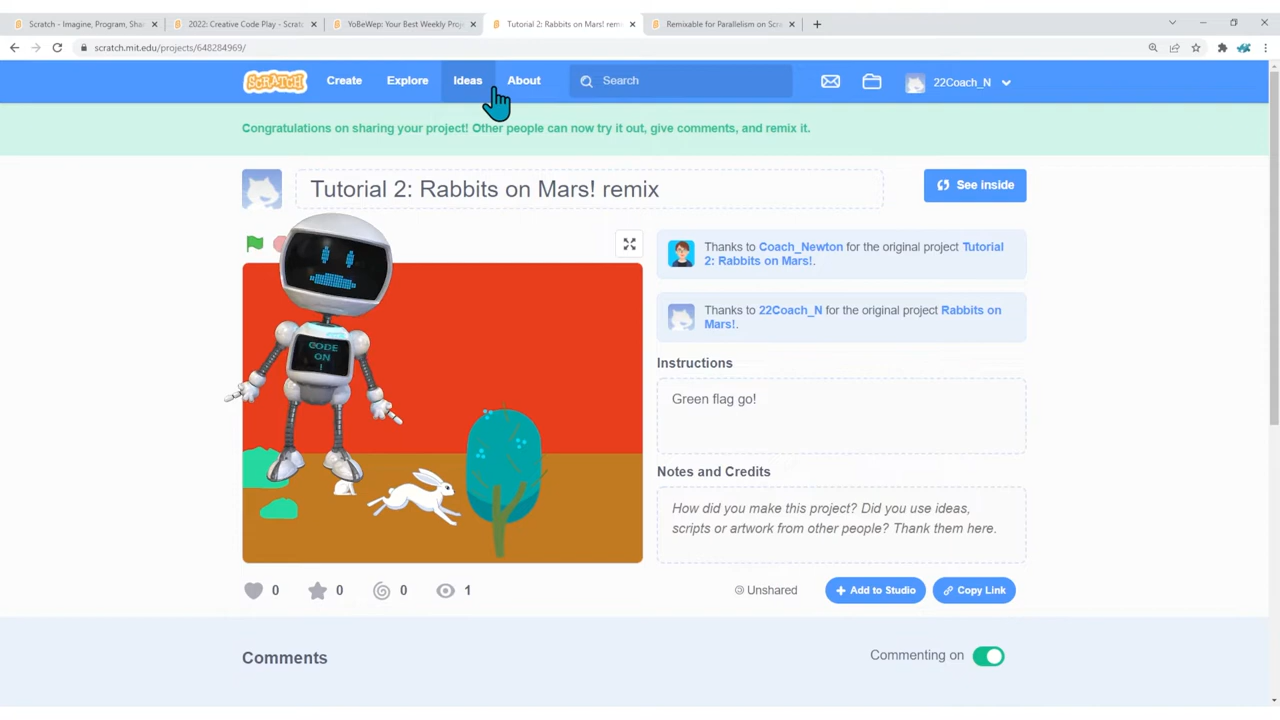 Scratch - Imagine, Program, Shar
2022: Creative Code Play - Scratc
YoBeWep: Your Best Weekly Proje
Tutorial 2: Rabbits on Mars! remi
Remixable for Parallelism on Scra
scratch.mit.edu/projects/648284969/
SCRATCH
Create
Explore
Ideas
About
Search
22Coach_N
Congratulations on sharing your project! Other people can now try it out, give comments, and remix it.
Tutorial 2: Rabbits on Mars! remix
See inside
Thanks to Coach_Newton for the original project Tutorial
2: Rabbits on Mars!.
Thanks to 22Coach_N for the original project Rabbits on
Mars!.
CODE
ON
!
Instructions
Green flag go!
Notes and Credits
How did you make this project? Did you use ideas,
scripts or artwork from other people? Thank them here.
0
0
0
1
Unshared
Add to Studio
Copy Link
Comments
Commenting on